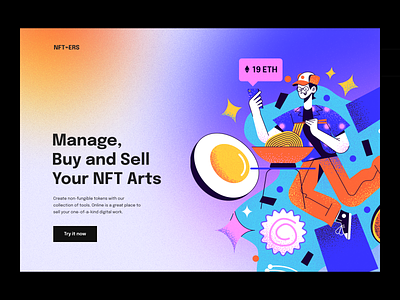 NFT-ERS
19 ETH
Manage,
Buy and Sell
Your NFT Arts
Create non-fungible tokens with our
collection of tools. Online is a great place to
sell your one-of-a-kind digital work.
Try it now